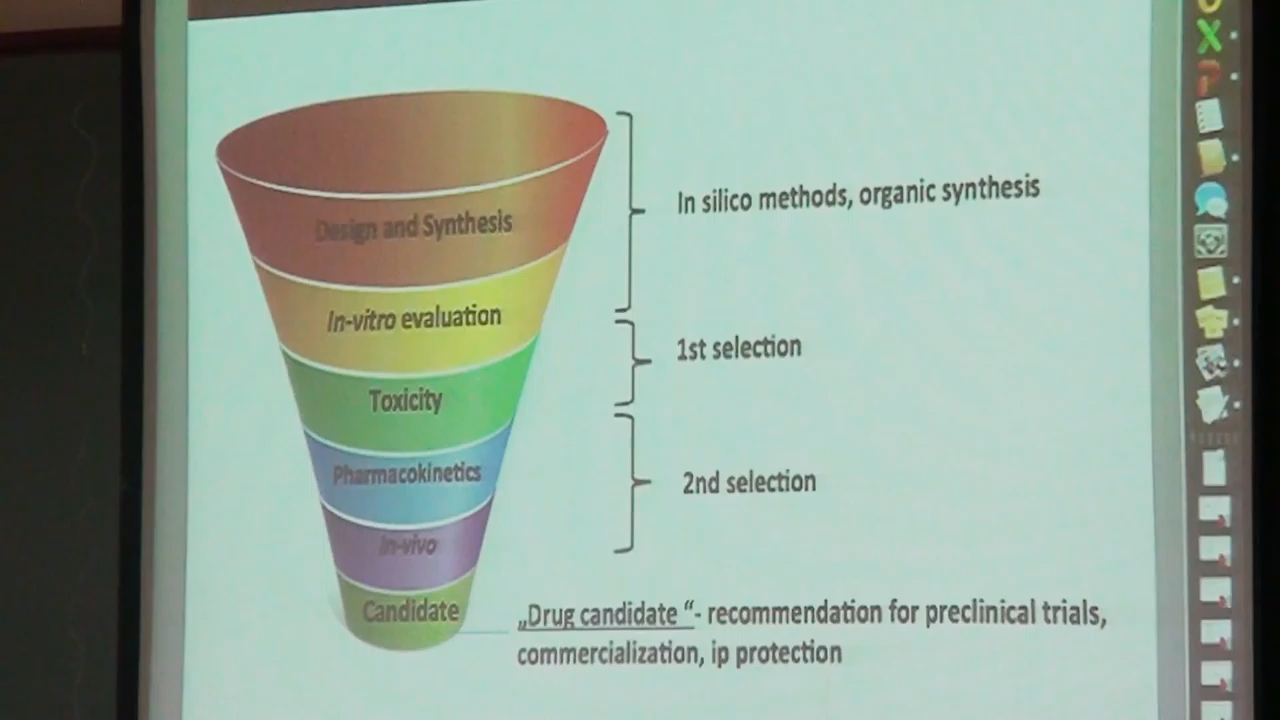 Design and Synthesis
In silico methods, organic synthesis
In-vitro evaluation
1st selection
Toxicity
Pharmacokinetics
2nd selection
In-vivo
Candidate
„Drug candidate “- recommendation for preclinical trials,
commercialization, ip protection